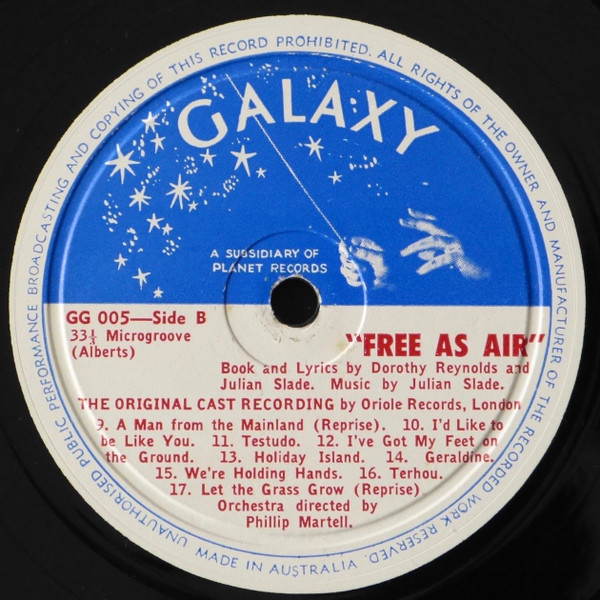 UNAUTHORISED PUBLIC PERFORMANCE BROADCASTING AND COPYING OF THIS RECORD PROHIBITED. ALL RIGHTS OF THE OWNER AND MANUFACTURER OF THE RECORDED WORK RESERVED.
GALAXY
A SUBSIDIARY OF
PLANET RECORDS
GG 005—Side B
33⅓ Microgroove
(Alberts)
"FREE AS AIR"
Book and Lyrics by Dorothy Reynolds and
Julian Slade. Music by Julian Slade.
THE ORIGINAL CAST RECORDING by Oriole Records, London
9. A Man from the Mainland (Reprise). 10. I'd Like to
be Like You. 11. Testudo. 12. I've Got My Feet on
the Ground. 13. Holiday Island. 14. Geraldine.
15. We're Holding Hands. 16. Terhou.
17. Let the Grass Grow (Reprise)
Orchestra directed by
Phillip Martell.
MADE IN AUSTRALIA